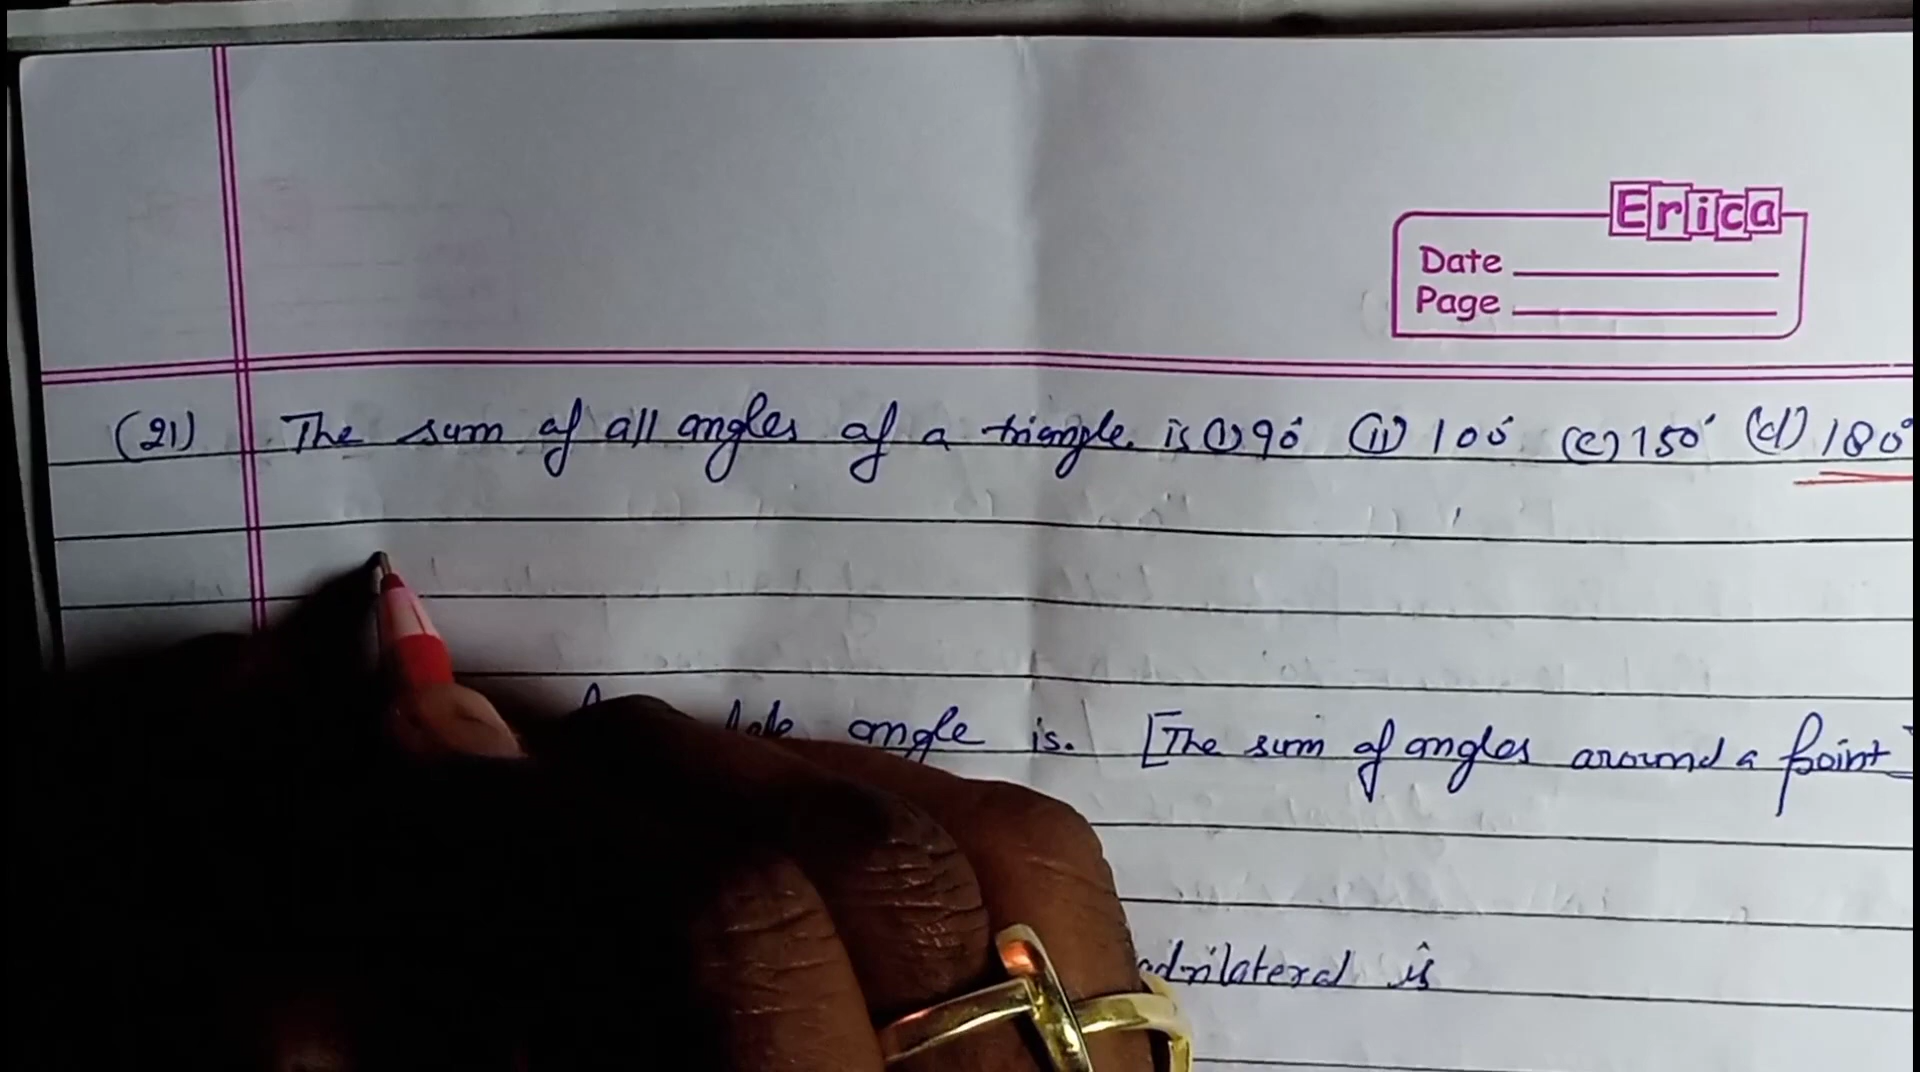 Erica
Date
Page
(21) The sum of all angles of a triangle is (i) 90° (ii) 100° (c) 150° (d) 180°
angle is. [The sum of angles around a point]
is